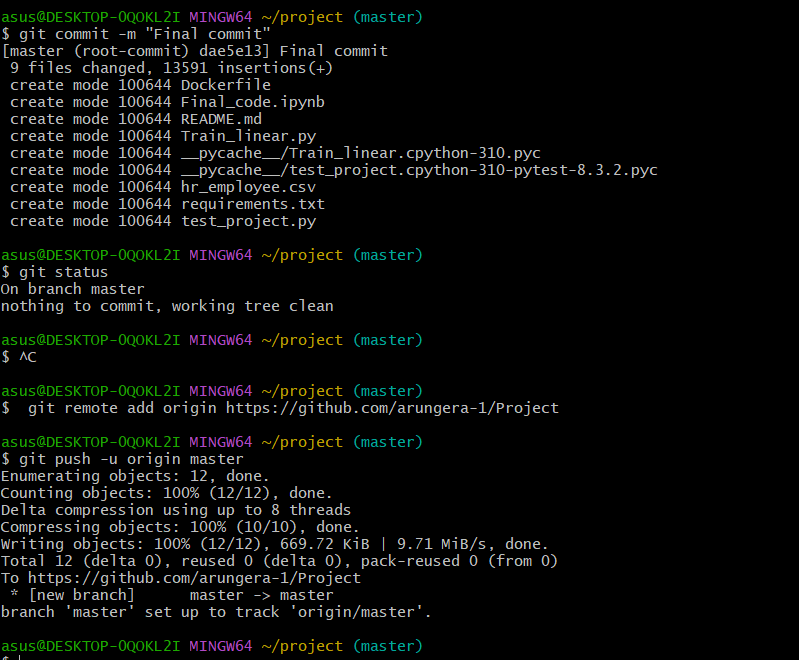 asus@DESKTOP-0QOKL2I MINGW64 ~/project (master)
$ git commit -m "Final commit"
[master (root-commit) dae5e13] Final commit
 9 files changed, 13591 insertions(+)
 create mode 100644 Dockerfile
 create mode 100644 Final_code.ipynb
 create mode 100644 README.md
 create mode 100644 Train_linear.py
 create mode 100644 __pycache__/Train_linear.cpython-310.pyc
 create mode 100644 __pycache__/test_project.cpython-310-pytest-8.3.2.pyc
 create mode 100644 hr_employee.csv
 create mode 100644 requirements.txt
 create mode 100644 test_project.py
asus@DESKTOP-0QOKL2I MINGW64 ~/project (master)
$ git status
On branch master
nothing to commit, working tree clean
asus@DESKTOP-0QOKL2I MINGW64 ~/project (master)
$ ^C
asus@DESKTOP-0QOKL2I MINGW64 ~/project (master)
$  git remote add origin https://github.com/arungera-1/Project
asus@DESKTOP-0QOKL2I MINGW64 ~/project (master)
$ git push -u origin master
Enumerating objects: 12, done.
Counting objects: 100% (12/12), done.
Delta compression using up to 8 threads
Compressing objects: 100% (10/10), done.
Writing objects: 100% (12/12), 669.72 KiB | 9.71 MiB/s, done.
Total 12 (delta 0), reused 0 (delta 0), pack-reused 0 (from 0)
To https://github.com/arungera-1/Project
 * [new branch]      master -> master
branch 'master' set up to track 'origin/master'.
asus@DESKTOP-0QOKL2I MINGW64 ~/project (master)
$